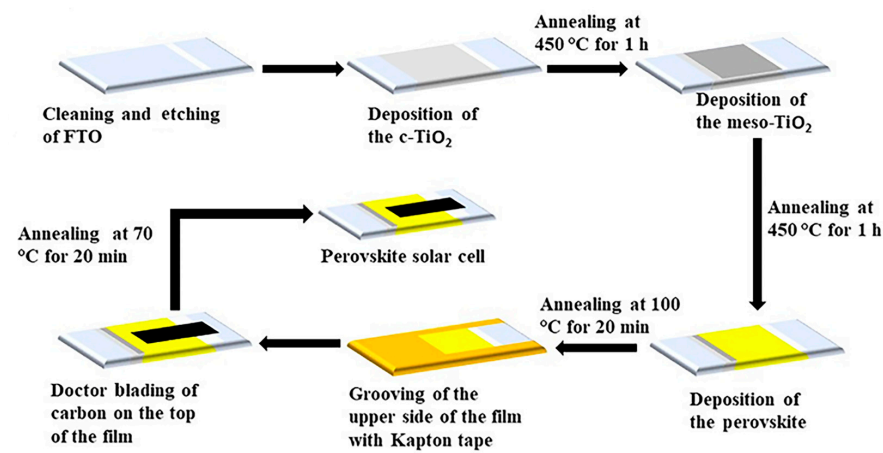 Cleaning and etching
of FTO
Deposition of
the c-TiO₂
Annealing at
450 °C for 1 h
Deposition of
the meso-TiO₂
Annealing at
450 °C for 1 h
Deposition of
the perovskite
Annealing at 100
°C for 20 min
Grooving of the
upper side of the film
with Kapton tape
Doctor blading of
carbon on the top
of the film
Annealing at 70
°C for 20 min
Perovskite solar cell